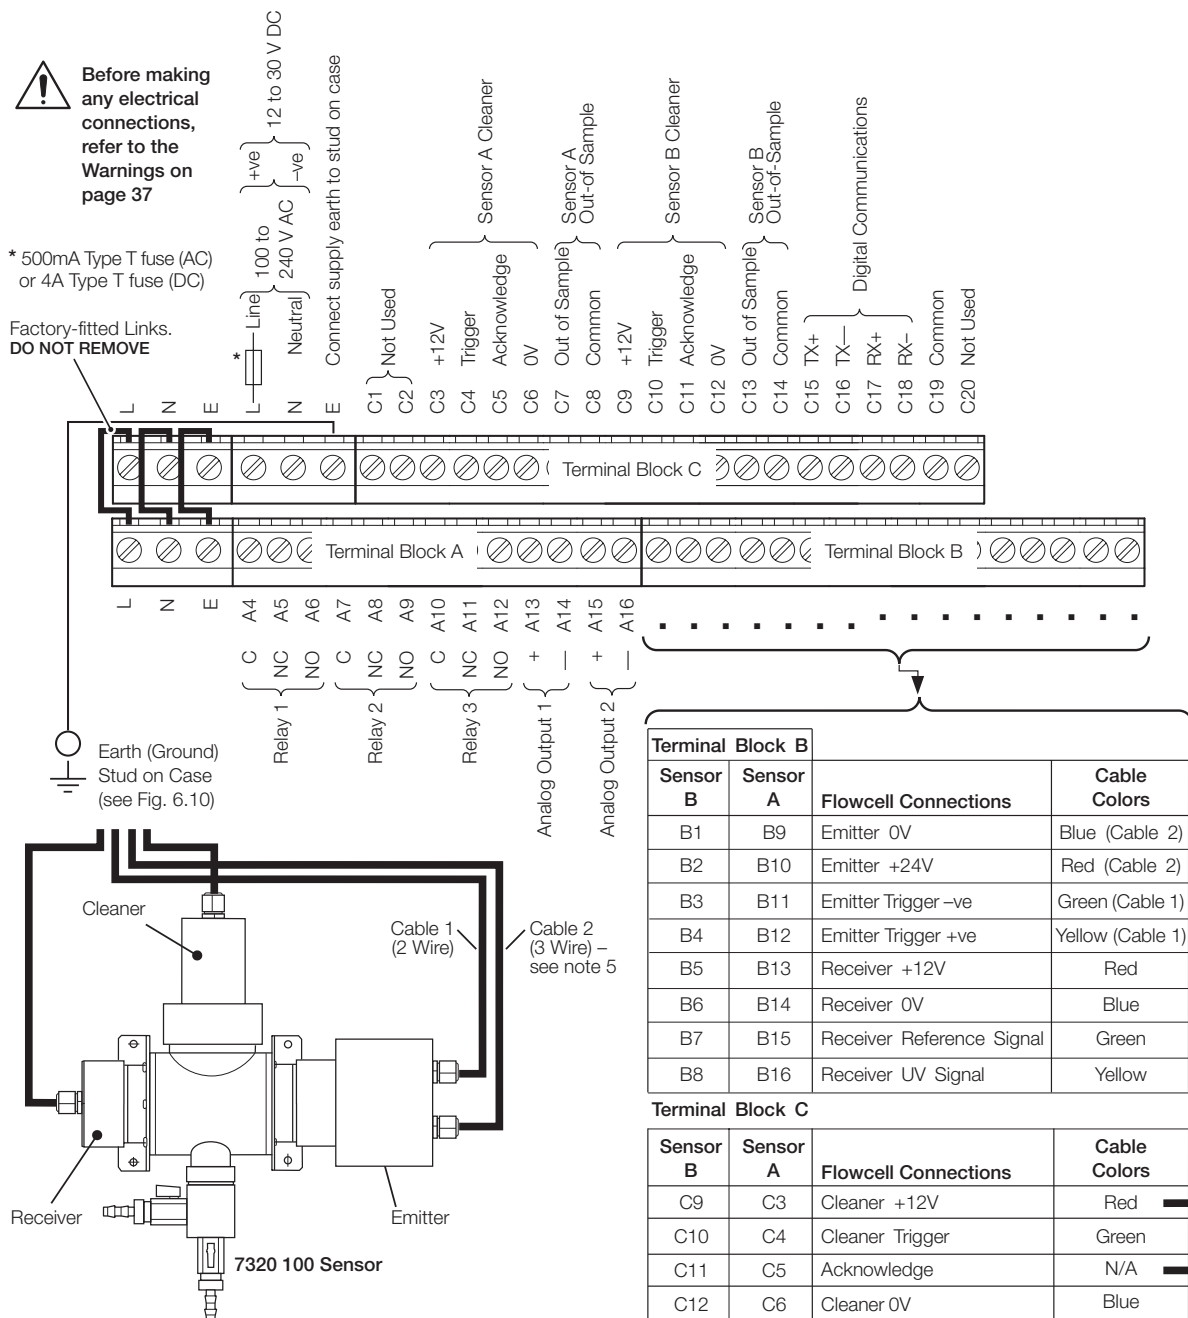 Before making
any electrical
connections,
refer to the
Warnings on
page 37
* 500mA Type T fuse (AC)
or 4A Type T fuse (DC)
Factory-fitted Links.
DO NOT REMOVE
12 to 30 V DC
+ve
–ve
100 to
240 V AC
*
Line
Neutral
Connect supply earth to stud on case
Not Used
Sensor A Cleaner
+12V
Trigger
Acknowledge
0V
Sensor A
Out-of Sample
Out of Sample
Common
Sensor B Cleaner
+12V
Trigger
Acknowledge
0V
Sensor B
Out-of-Sample
Out of Sample
Common
Digital Communications
TX+
TX—
RX+
RX–
Common
Not Used
L N E L N E C1 C2 C3 C4 C5 C6 C7 C8 C9 C10 C11 C12 C13 C14 C15 C16 C17 C18 C19 C20
Terminal Block C
Terminal Block A
Terminal Block B
L N E A4 A5 A6 A7 A8 A9 A10 A11 A12 A13 A14 A15 A16
C NC NO C NC NO C NC NO + — + —
Relay 1
Relay 2
Relay 3
Analog Output 1
Analog Output 2
Earth (Ground)
Stud on Case
(see Fig. 6.10)
Cleaner
Cable 1
(2 Wire)
Cable 2
(3 Wire) –
see note 5
Receiver
Emitter
7320 100 Sensor
Terminal Block B
Sensor B Sensor A Flowcell Connections Cable Colors
B1 B9 Emitter 0V Blue (Cable 2)
B2 B10 Emitter +24V Red (Cable 2)
B3 B11 Emitter Trigger –ve Green (Cable 1)
B4 B12 Emitter Trigger +ve Yellow (Cable 1)
B5 B13 Receiver +12V Red
B6 B14 Receiver 0V Blue
B7 B15 Receiver Reference Signal Green
B8 B16 Receiver UV Signal Yellow
Terminal Block C
Sensor B Sensor A Flowcell Connections Cable Colors
C9 C3 Cleaner +12V Red
C10 C4 Cleaner Trigger Green
C11 C5 Acknowledge N/A
C12 C6 Cleaner 0V Blue